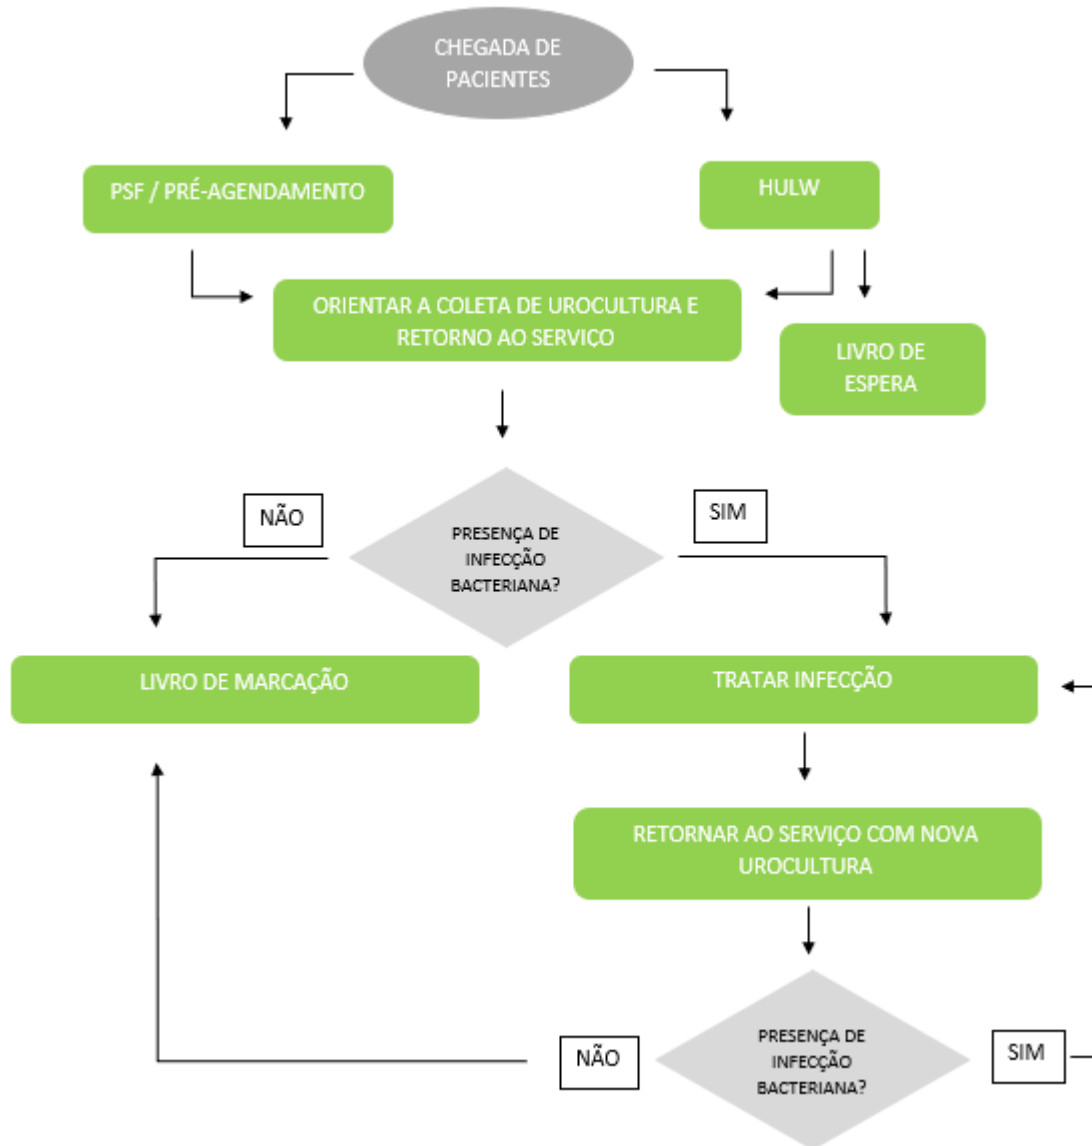 CHEGADA DE
PACIENTES
PSF / PRÉ-AGENDAMENTO
HULW
ORIENTAR A COLETA DE UROCULTURA E
RETORNO AO SERVIÇO
LIVRO DE
ESPERA
NÃO
SIM
PRESENÇA DE
INFECÇÃO
BACTERIANA?
LIVRO DE MARCAÇÃO
TRATAR INFECÇÃO
RETORNAR AO SERVIÇO COM NOVA
UROCULTURA
NÃO
PRESENÇA DE
INFECÇÃO
BACTERIANA?
SIM